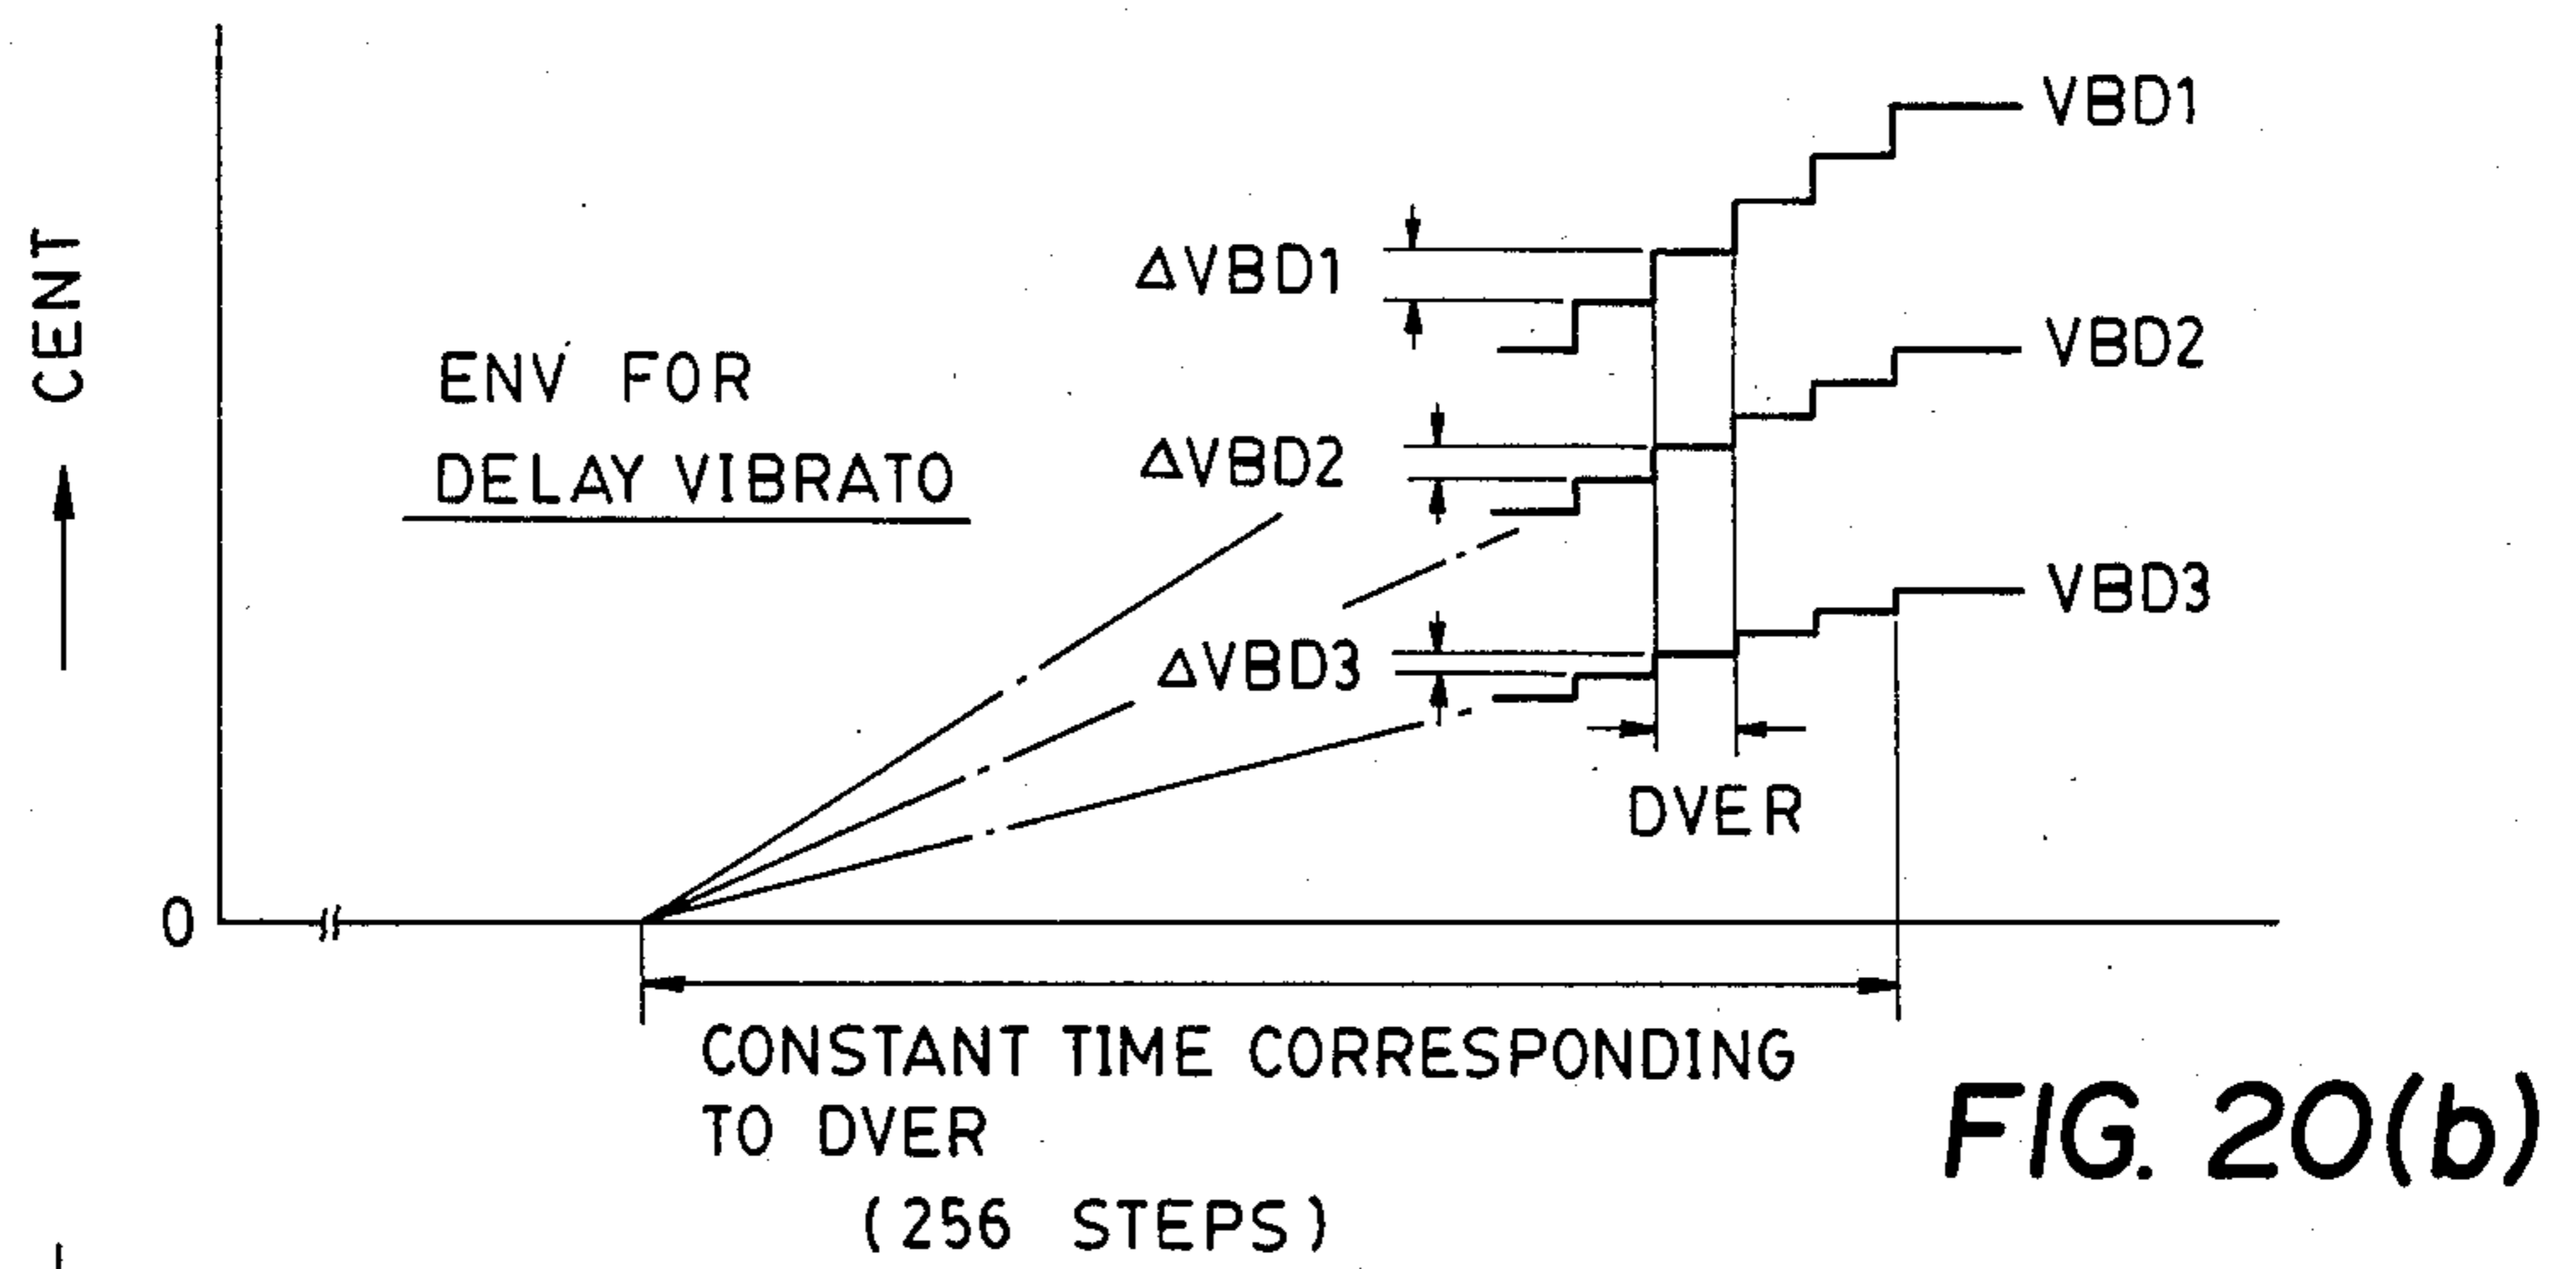 CENT
ENV FOR
DELAY VIBRATO
ΔVBD1
ΔVBD2
ΔVBD3
VBD1
VBD2
VBD3
DVER
0
CONSTANT TIME CORRESPONDING
TO DVER
(256 STEPS)
FIG. 20(b)